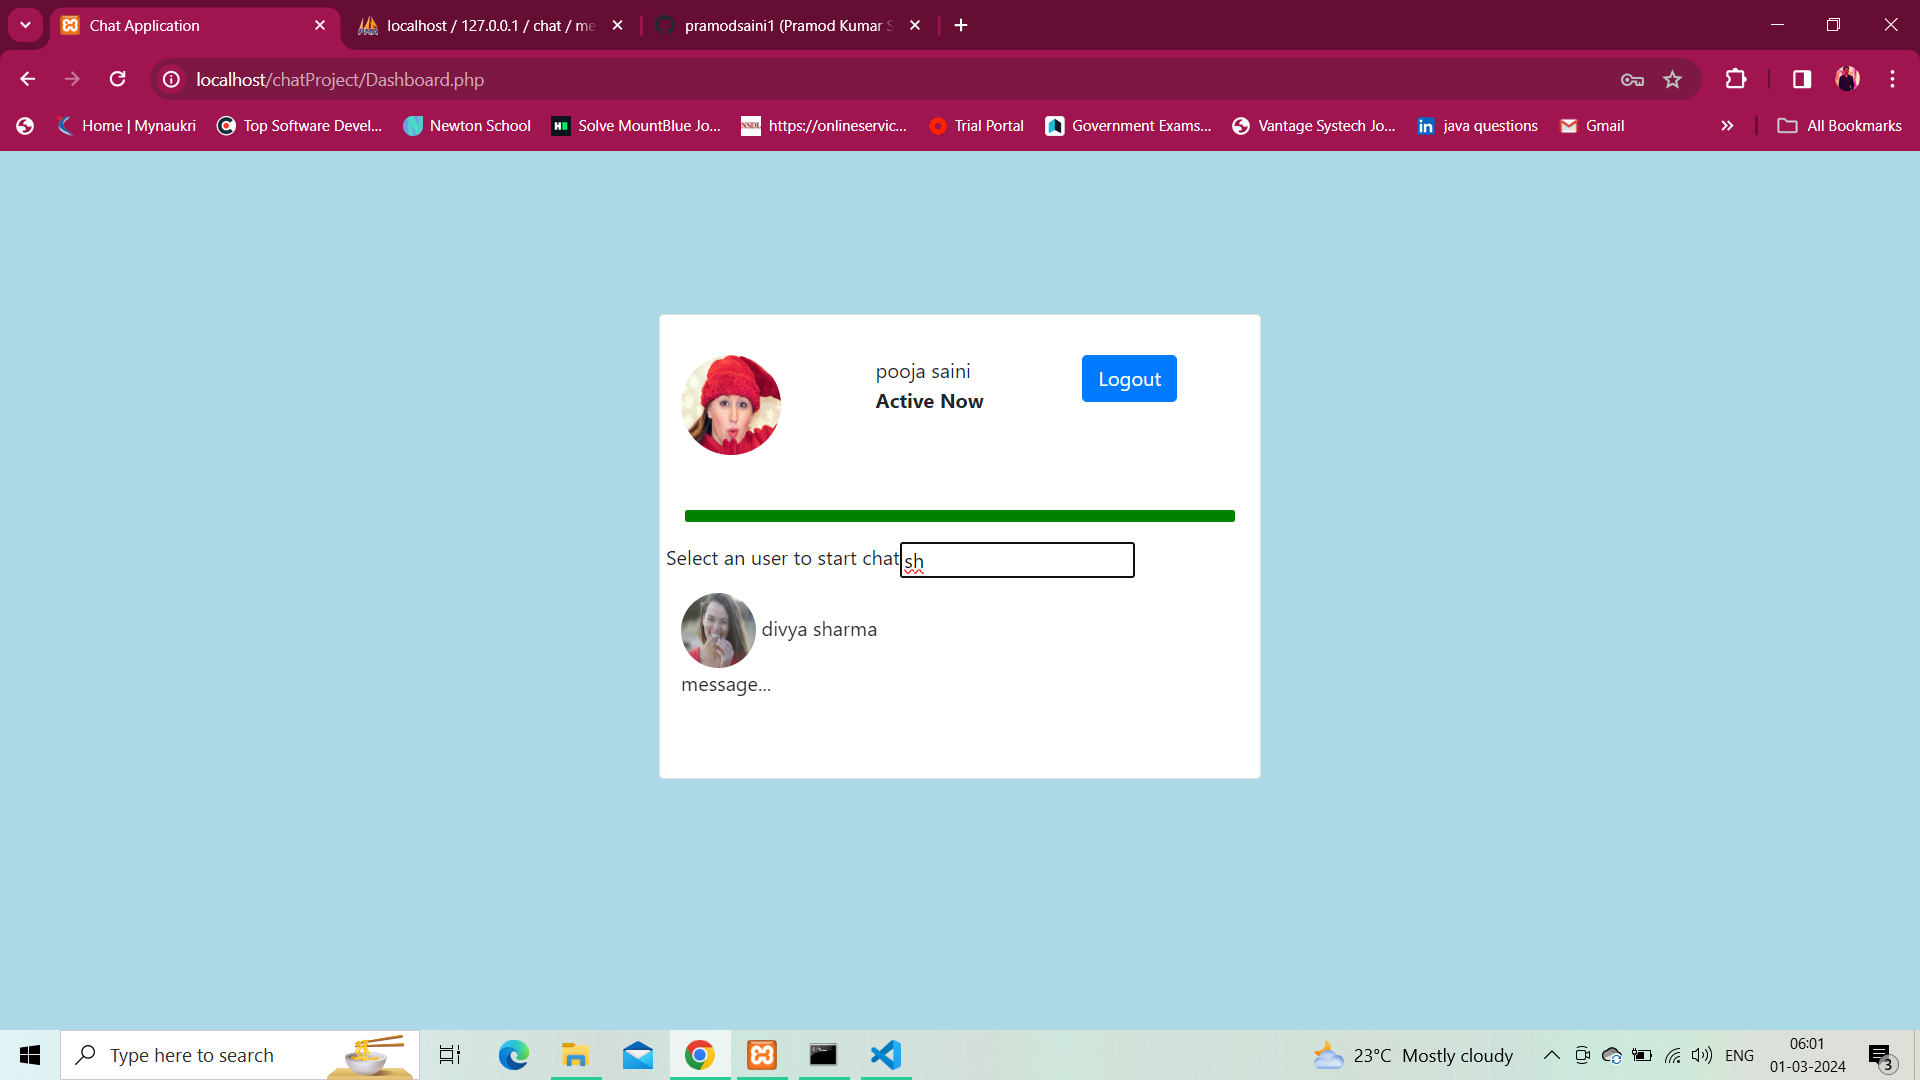 Chat Application
localhost / 127.0.0.1 / chat / me
pramodsaini1 (Pramod Kumar S
localhost/chatProject/Dashboard.php
Home | Mynaukri
Top Software Devel...
Newton School
Solve MountBlue Jo...
NSDL
https://onlineservic...
Trial Portal
Government Exams...
Vantage Systech Jo...
java questions
Gmail
All Bookmarks
pooja saini
Active Now
Logout
Select an user to start chat
sh
divya sharma
message...
Type here to search
23°C Mostly cloudy
ENG
06:01
01-03-2024
3